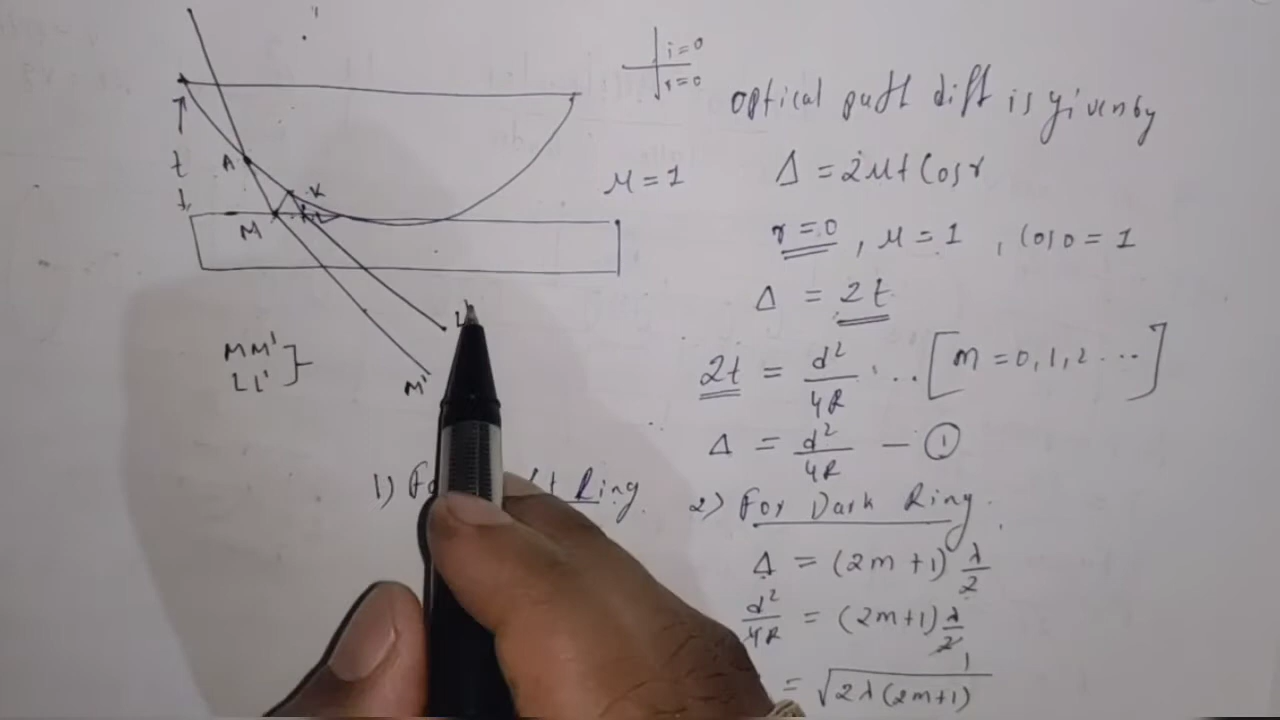 i=0
r=0
t
A
K
M
L'
M'
μ = 1
MM'
LL' }
optical path diff is given by
Δ = 2μt Cos r
r = 0 , μ = 1 , Cos 0 = 1
Δ = 2t
2t = d²/4R ... [m = 0, 1, 2 ...]
Δ = d²/4R — ①
1) Ring.
2) For Dark Ring.
Δ = (2m+1) λ/2
d²/4R = (2m+1) λ/2
1
= √2λ(2m+1)